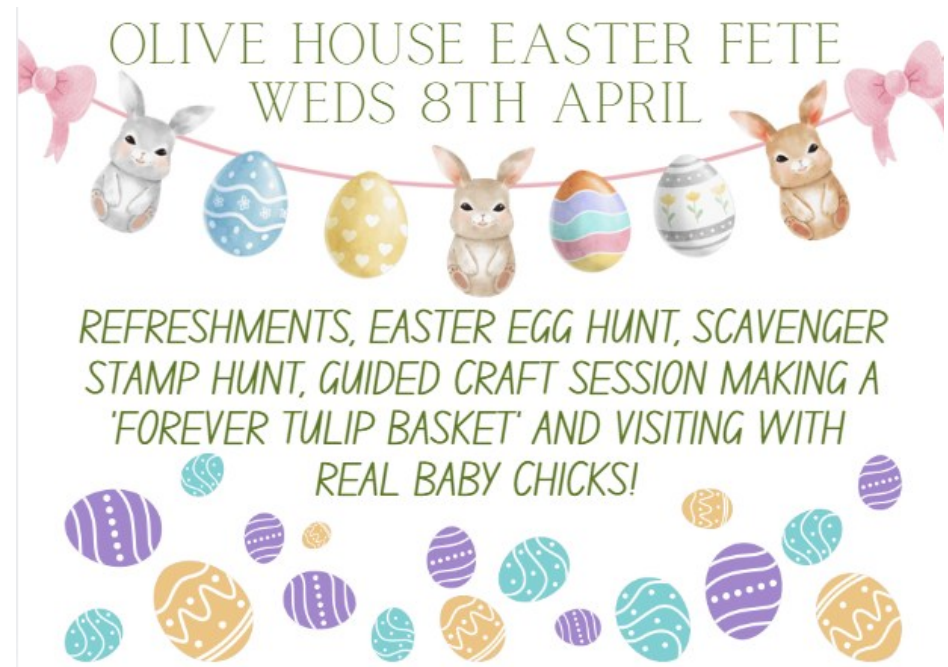 OLIVE HOUSE EASTER FETE
WEDS 8TH APRIL
REFRESHMENTS, EASTER EGG HUNT, SCAVENGER
STAMP HUNT, GUIDED CRAFT SESSION MAKING A
'FOREVER TULIP BASKET' AND VISITING WITH
REAL BABY CHICKS!